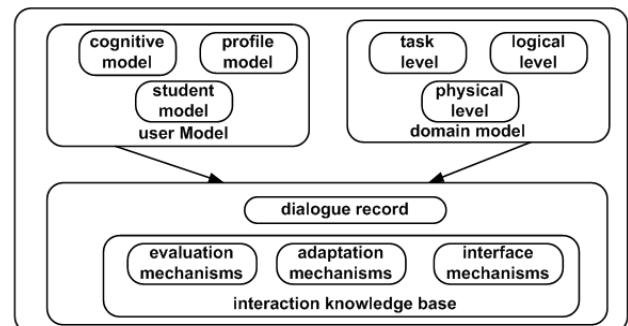 cognitive
model
profile
model
student
model
user Model
task
level
logical
level
physical
level
domain model
dialogue record
evaluation
mechanisms
adaptation
mechanisms
interface
mechanisms
interaction knowledge base